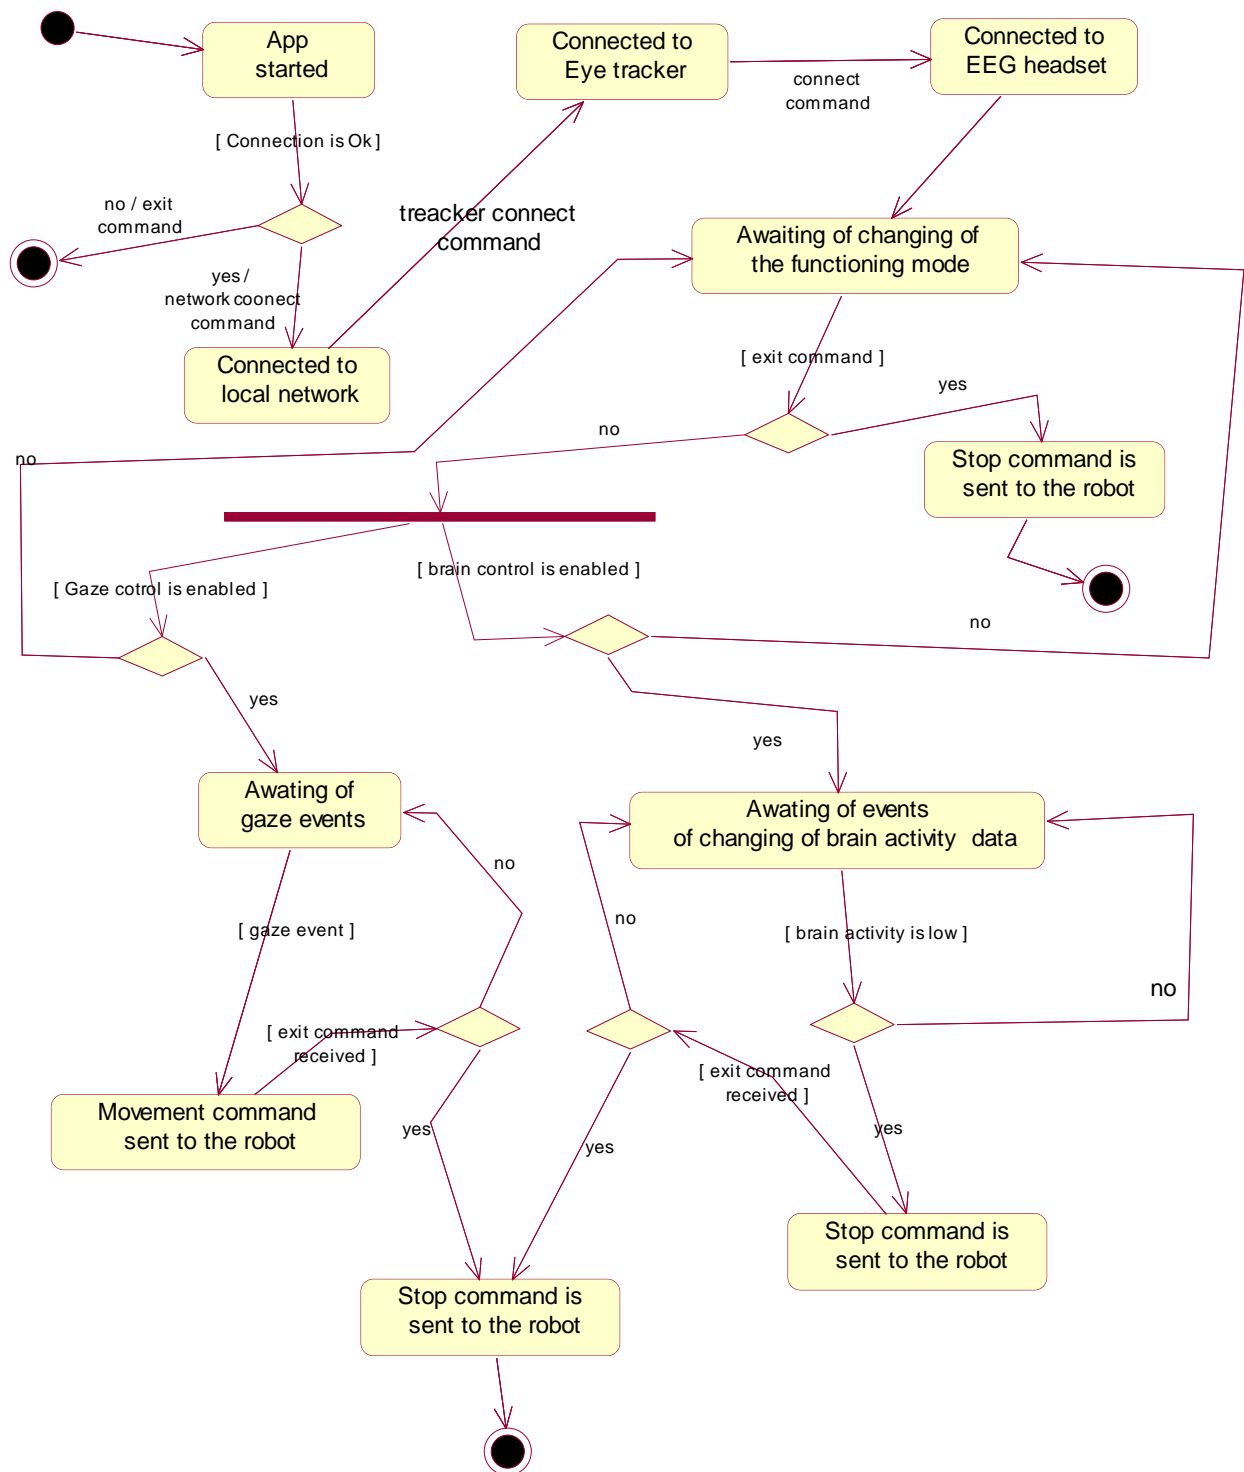 App
started
Connected to
Eye tracker
Connected to
EEG headset
connect
command
[ Connection is Ok ]
no / exit
command
treacker connect
command
Awaiting of changing of
the functioning mode
yes /
network coonect
command
Connected to
local network
[ exit command ]
yes
no
no
Stop command is
sent to the robot
[ Gaze cotrol is enabled ]
[ brain control is enabled ]
no
yes
yes
Awating of
gaze events
Awating of events
of changing of brain activity data
no
no
[ gaze event ]
[ brain activity is low ]
no
[ exit command
received ]
[ exit command
received ]
Movement command
sent to the robot
yes
yes
yes
Stop command is
sent to the robot
Stop command is
sent to the robot